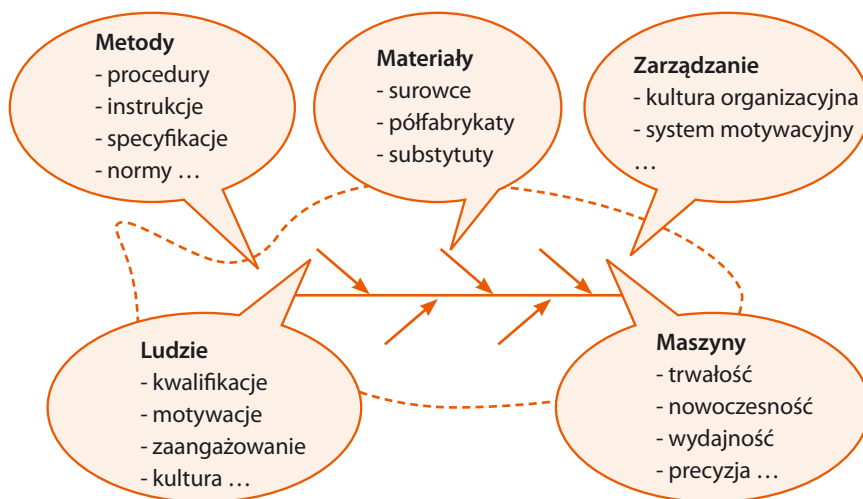 Metody
- procedury
- instrukcje
- specyfikacje
- normy …
Materiały
- surowce
- półfabrykaty
- substytuty
Zarządzanie
- kultura organizacyjna
- system motywacyjny
…
Ludzie
- kwalifikacje
- motywacje
- zaangażowanie
- kultura …
Maszyny
- trwałość
- nowoczesność
- wydajność
- precyzja …